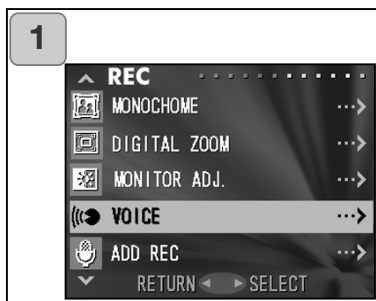 1
REC
MONOCHOME
DIGITAL ZOOM
MONITOR ADJ.
VOICE
ADD REC
RETURN SELECT